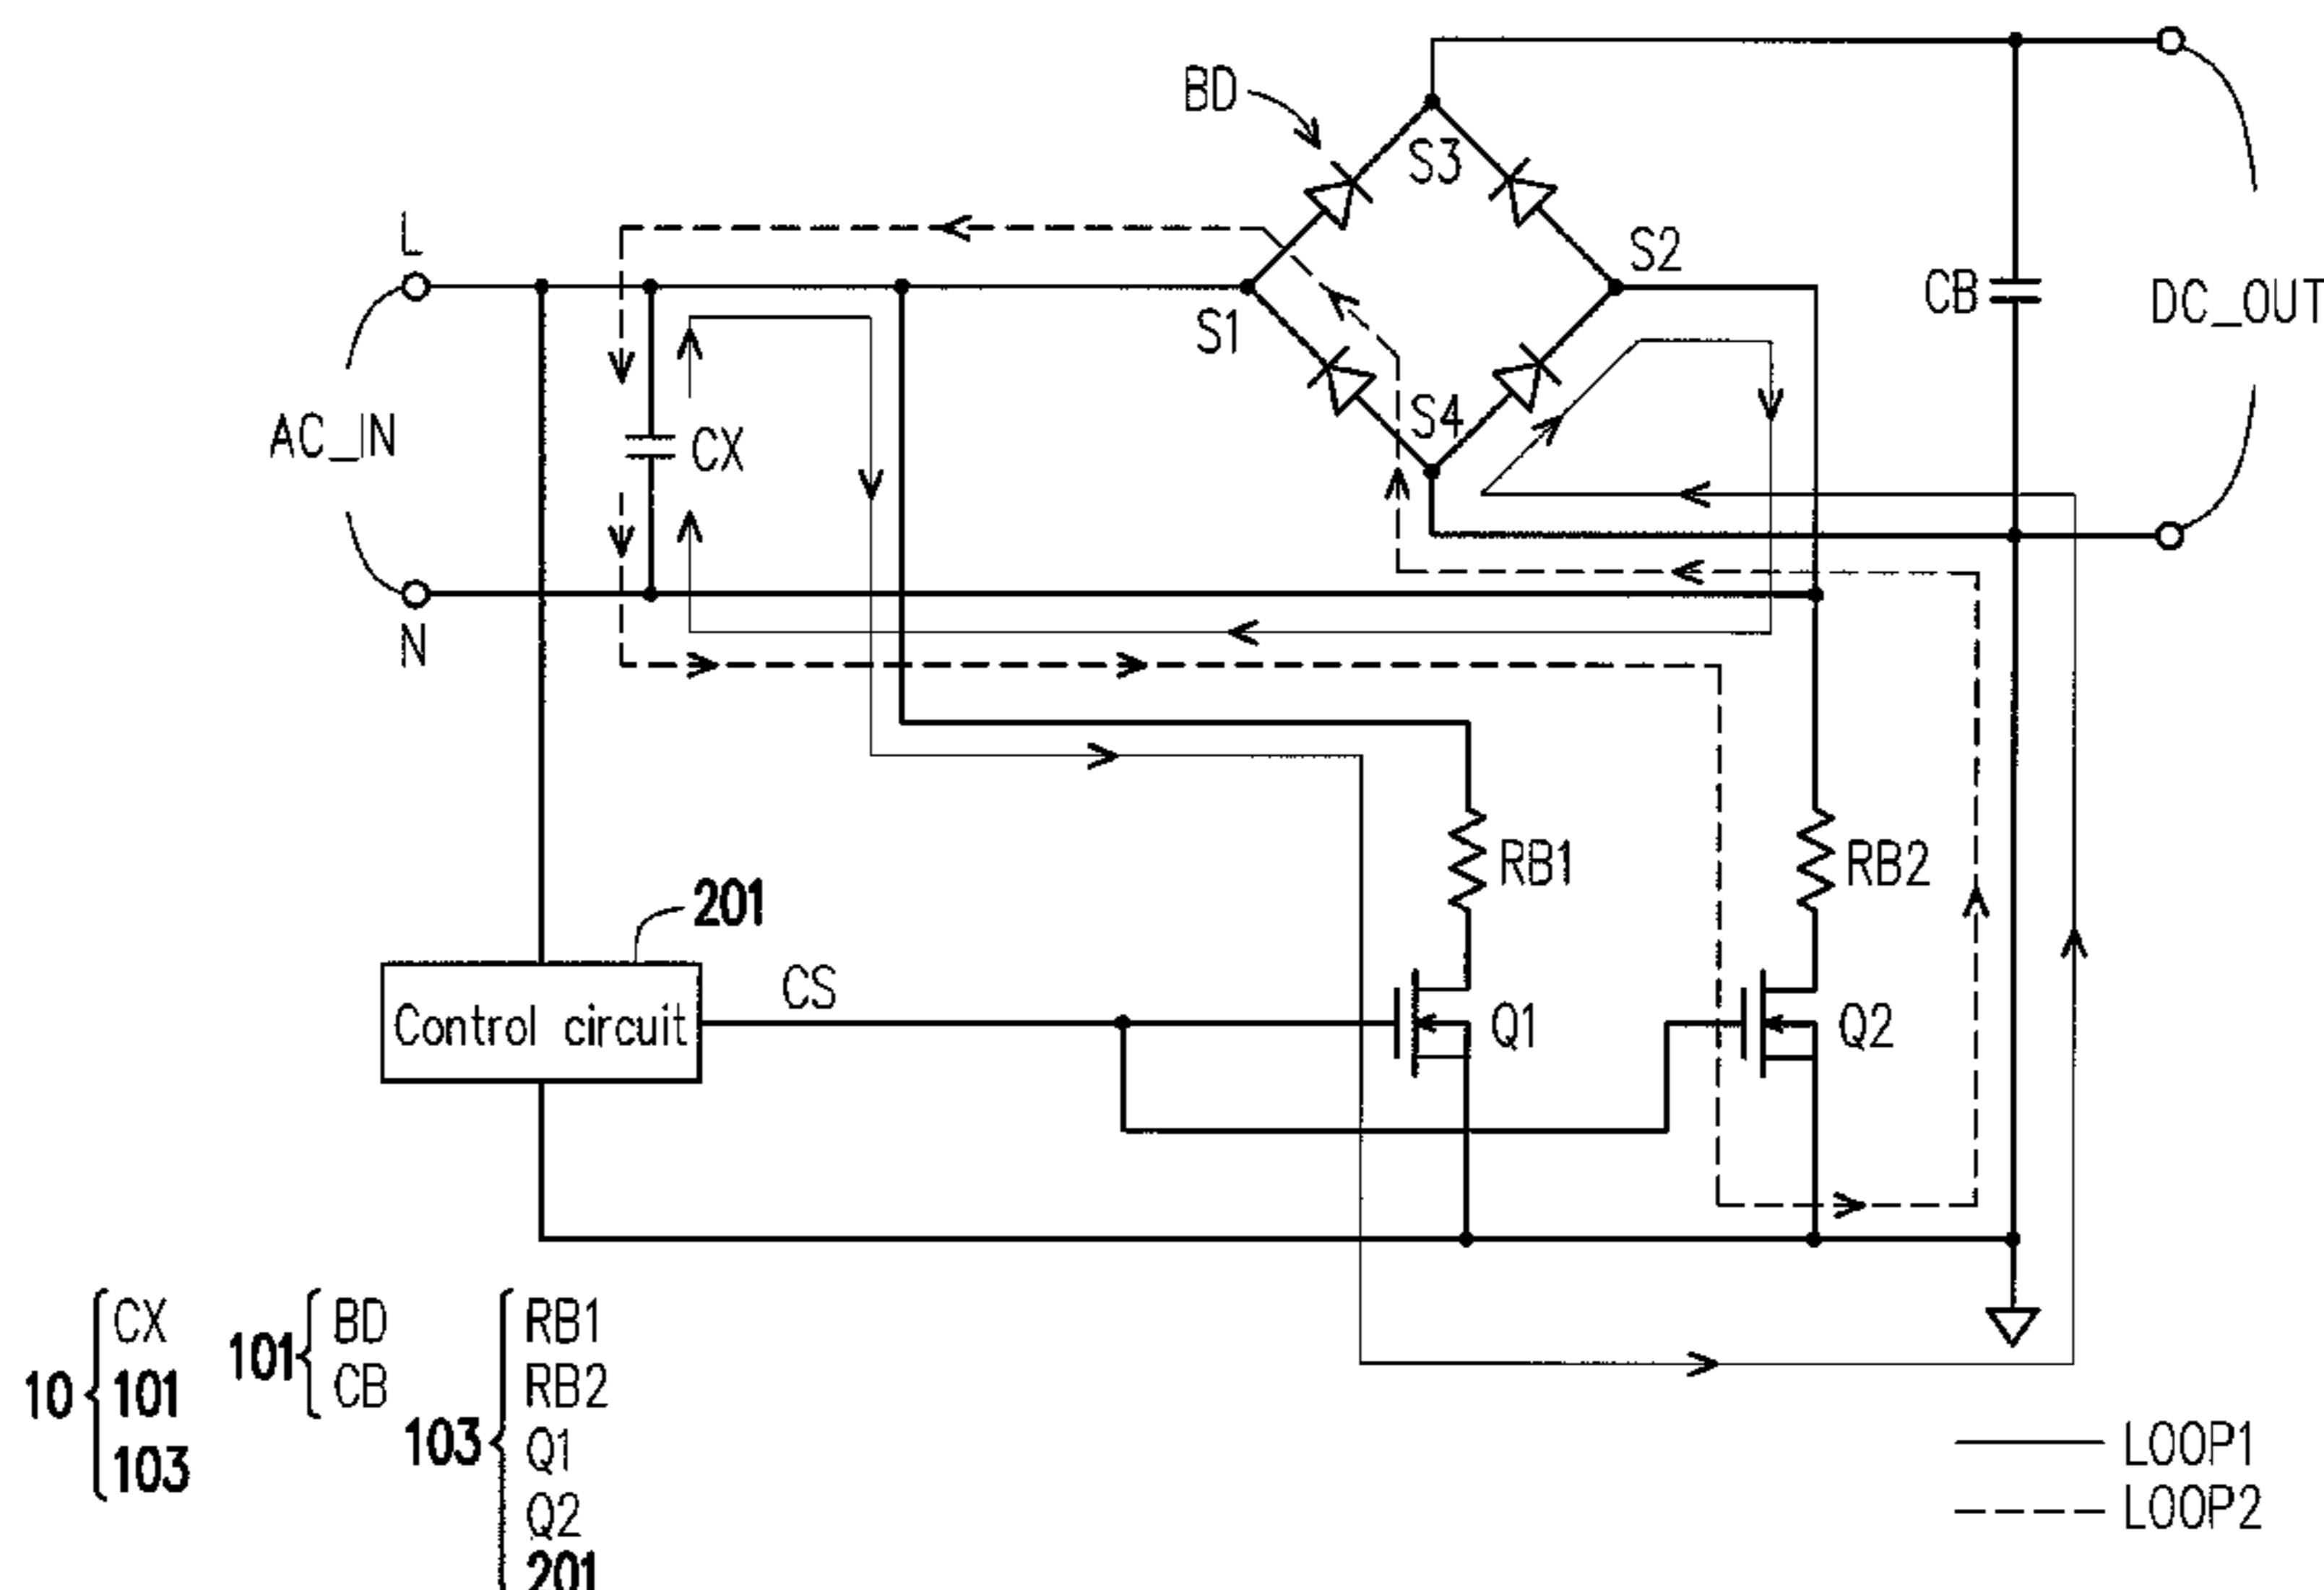 BD
S3
L
S2
S1
CB
DC_OUT
AC_IN
CX
S4
N
RB1
RB2
201
CS
Control circuit
Q1
Q2
10
CX
101
103
101
BD
CB
103
RB1
RB2
Q1
Q2
201
LOOP1
LOOP2